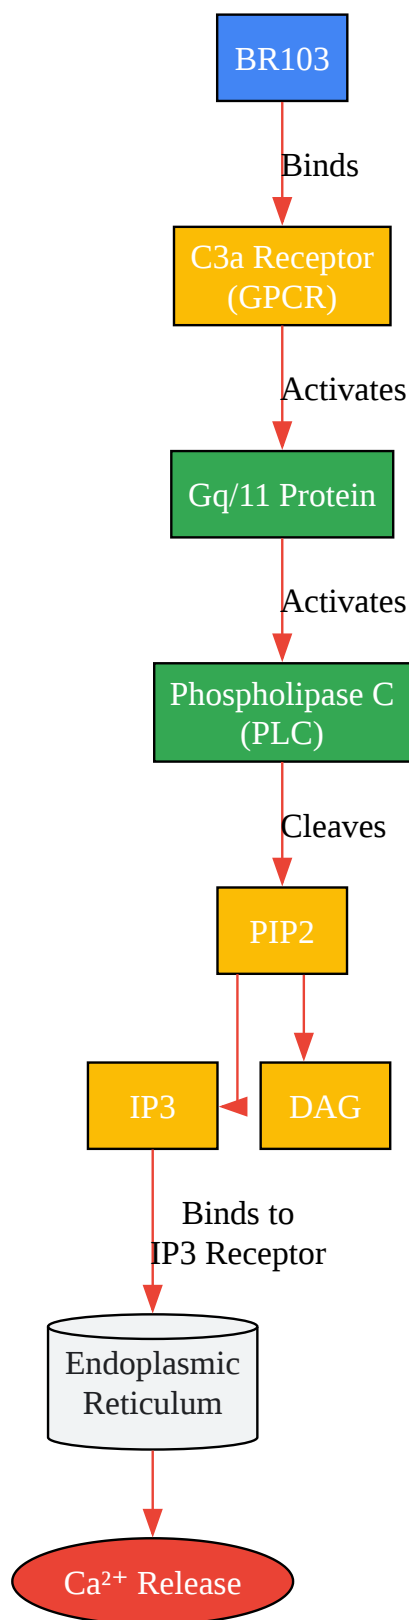 BR103
Binds
C3a Receptor
(GPCR)
Activates
Gq/11 Protein
Activates
Phospholipase C
(PLC)
Cleaves
PIP2
IP3
DAG
Binds to
IP3 Receptor
Endoplasmic
Reticulum
Ca²⁺ Release